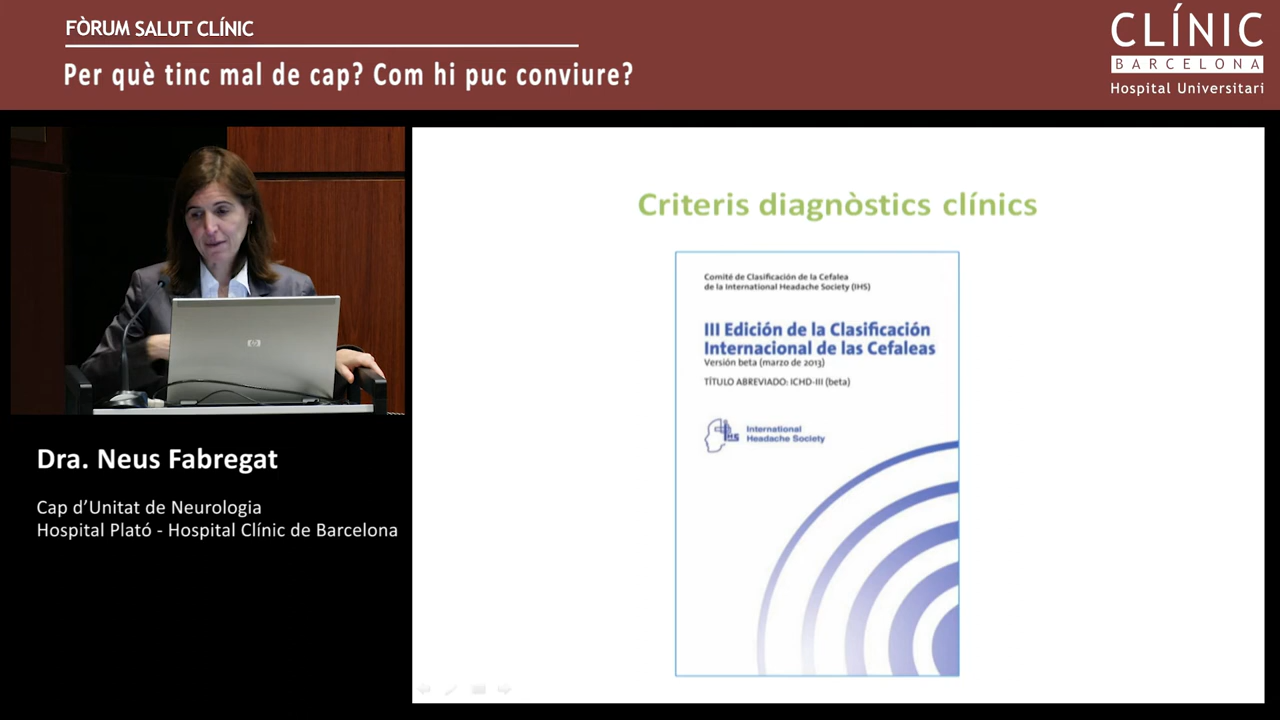 FÒRUM SALUT CLÍNIC
Per què tinc mal de cap? Com hi puc conviure?
CLÍNIC
BARCELONA
Hospital Universitari
Criteris diagnòstics clínics
Comité de Clasificación de la Cefalea
de la International Headache Society (IHS)
III Edición de la Clasificación
Internacional de las Cefaleas
Versión beta (marzo de 2013)
TÍTULO ABREVIADO: ICHD-III (beta)
IHS
International
Headache Society
hp
Dra. Neus Fabregat
Cap d'Unitat de Neurologia
Hospital Plató - Hospital Clínic de Barcelona